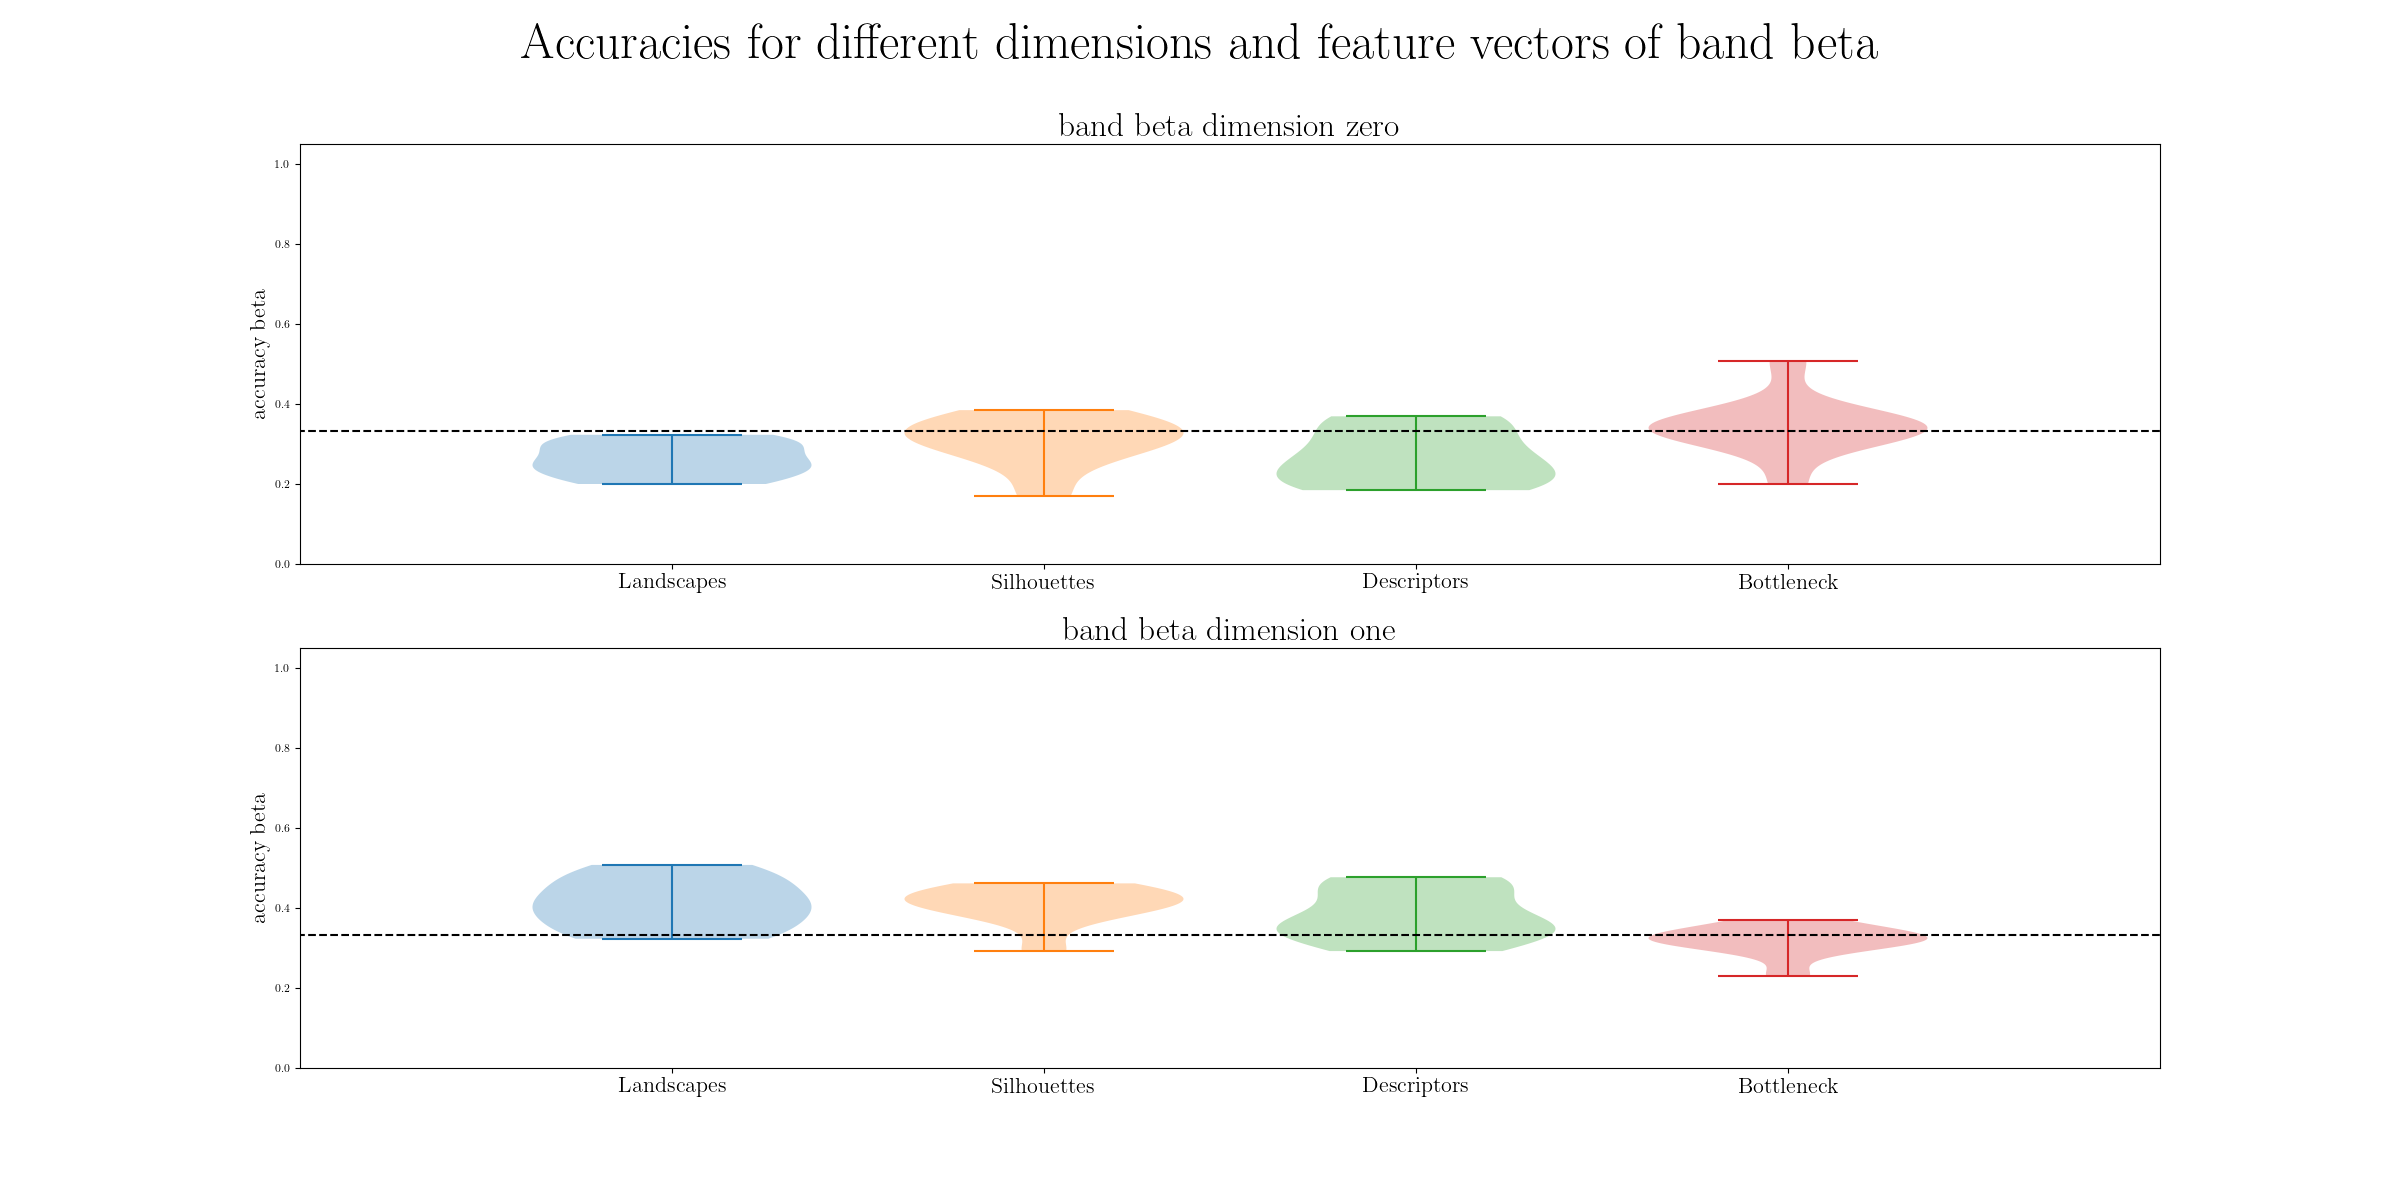 Accuracies for different dimensions and feature vectors of band beta
band beta dimension zero
1.0
0.8
0.6
0.4
0.2
0.0
accuracy beta
Landscapes Silhouettes Descriptors Bottleneck
band beta dimension one
1.0
0.8
0.6
0.4
0.2
0.0
accuracy beta
Landscapes Silhouettes Descriptors Bottleneck